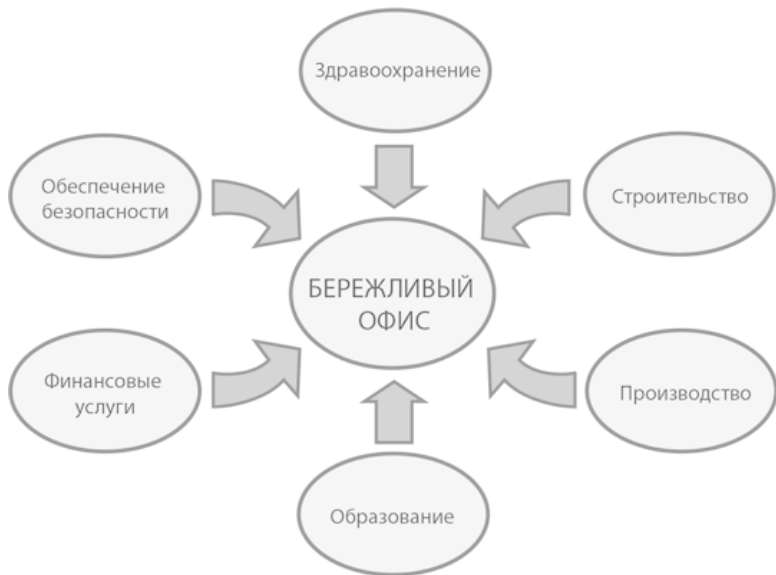 Здравоохранение
Обеспечение
безопасности
Строительство
БЕРЕЖЛИВЫЙ
ОФИС
Финансовые
услуги
Производство
Образование